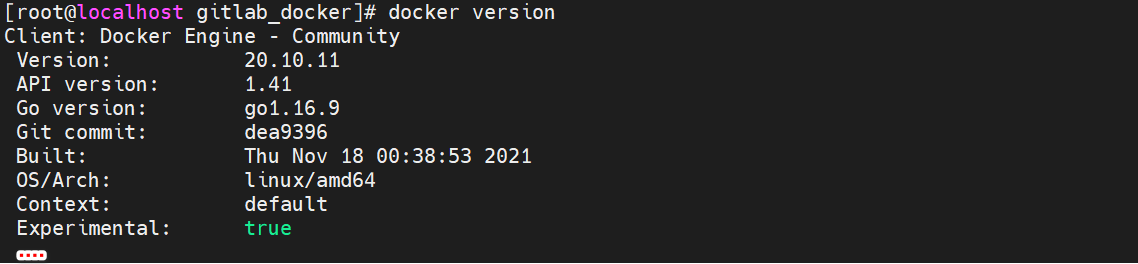 [root@localhost gitlab_docker]# docker version
Client: Docker Engine - Community
Version: 20.10.11
API version: 1.41
Go version: go1.16.9
Git commit: dea9396
Built: Thu Nov 18 00:38:53 2021
OS/Arch: linux/amd64
Context: default
Experimental: true
....